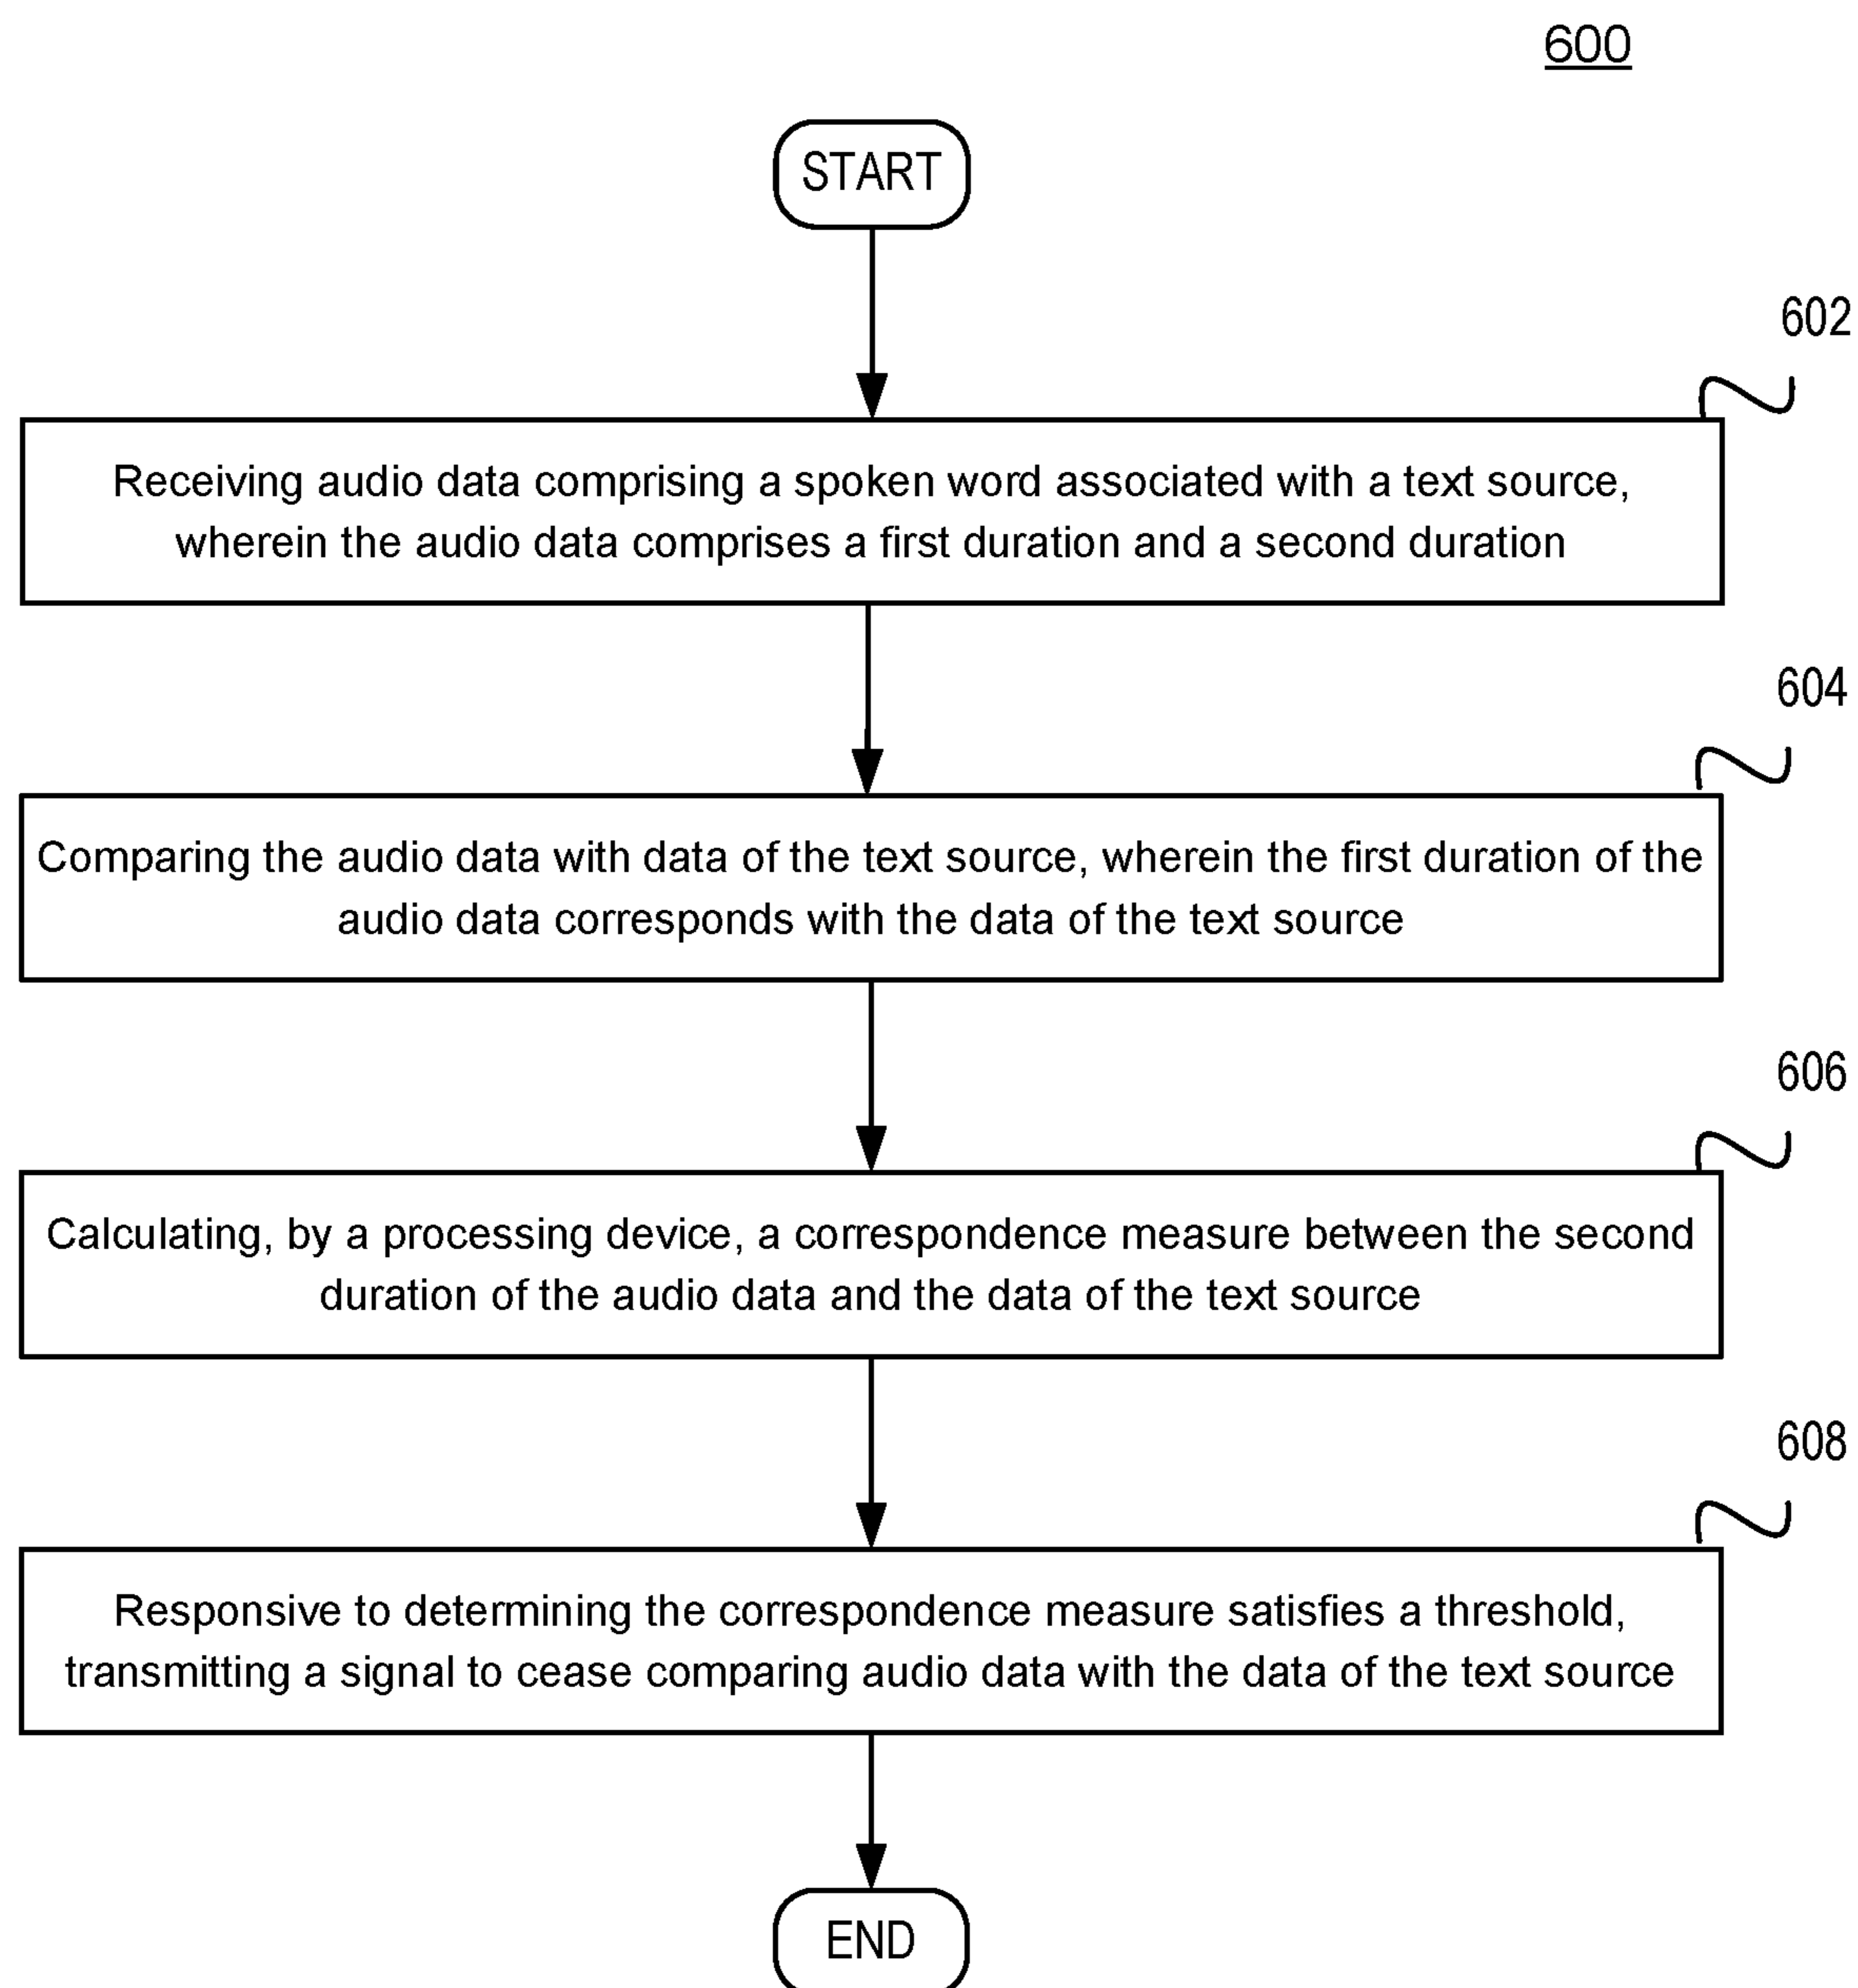 600
START
602
Receiving audio data comprising a spoken word associated with a text source,
wherein the audio data comprises a first duration and a second duration
604
Comparing the audio data with data of the text source, wherein the first duration of the
audio data corresponds with the data of the text source
606
Calculating, by a processing device, a correspondence measure between the second
duration of the audio data and the data of the text source
608
Responsive to determining the correspondence measure satisfies a threshold,
transmitting a signal to cease comparing audio data with the data of the text source
END